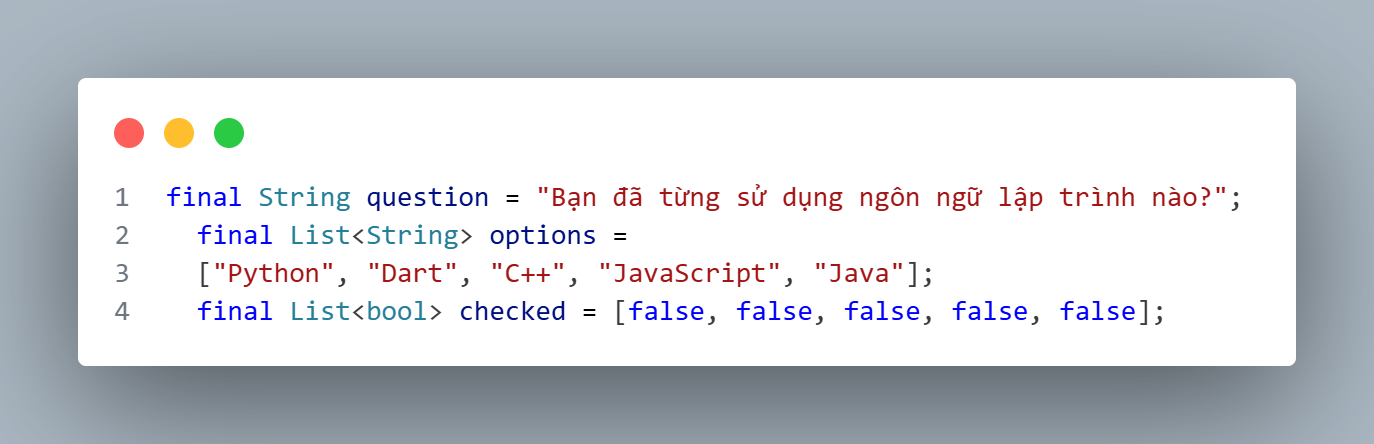 1 final String question = "Bạn đã từng sử dụng ngôn ngữ lập trình nào?";
2   final List<String> options =
3   ["Python", "Dart", "C++", "JavaScript", "Java"];
4   final List<bool> checked = [false, false, false, false, false];